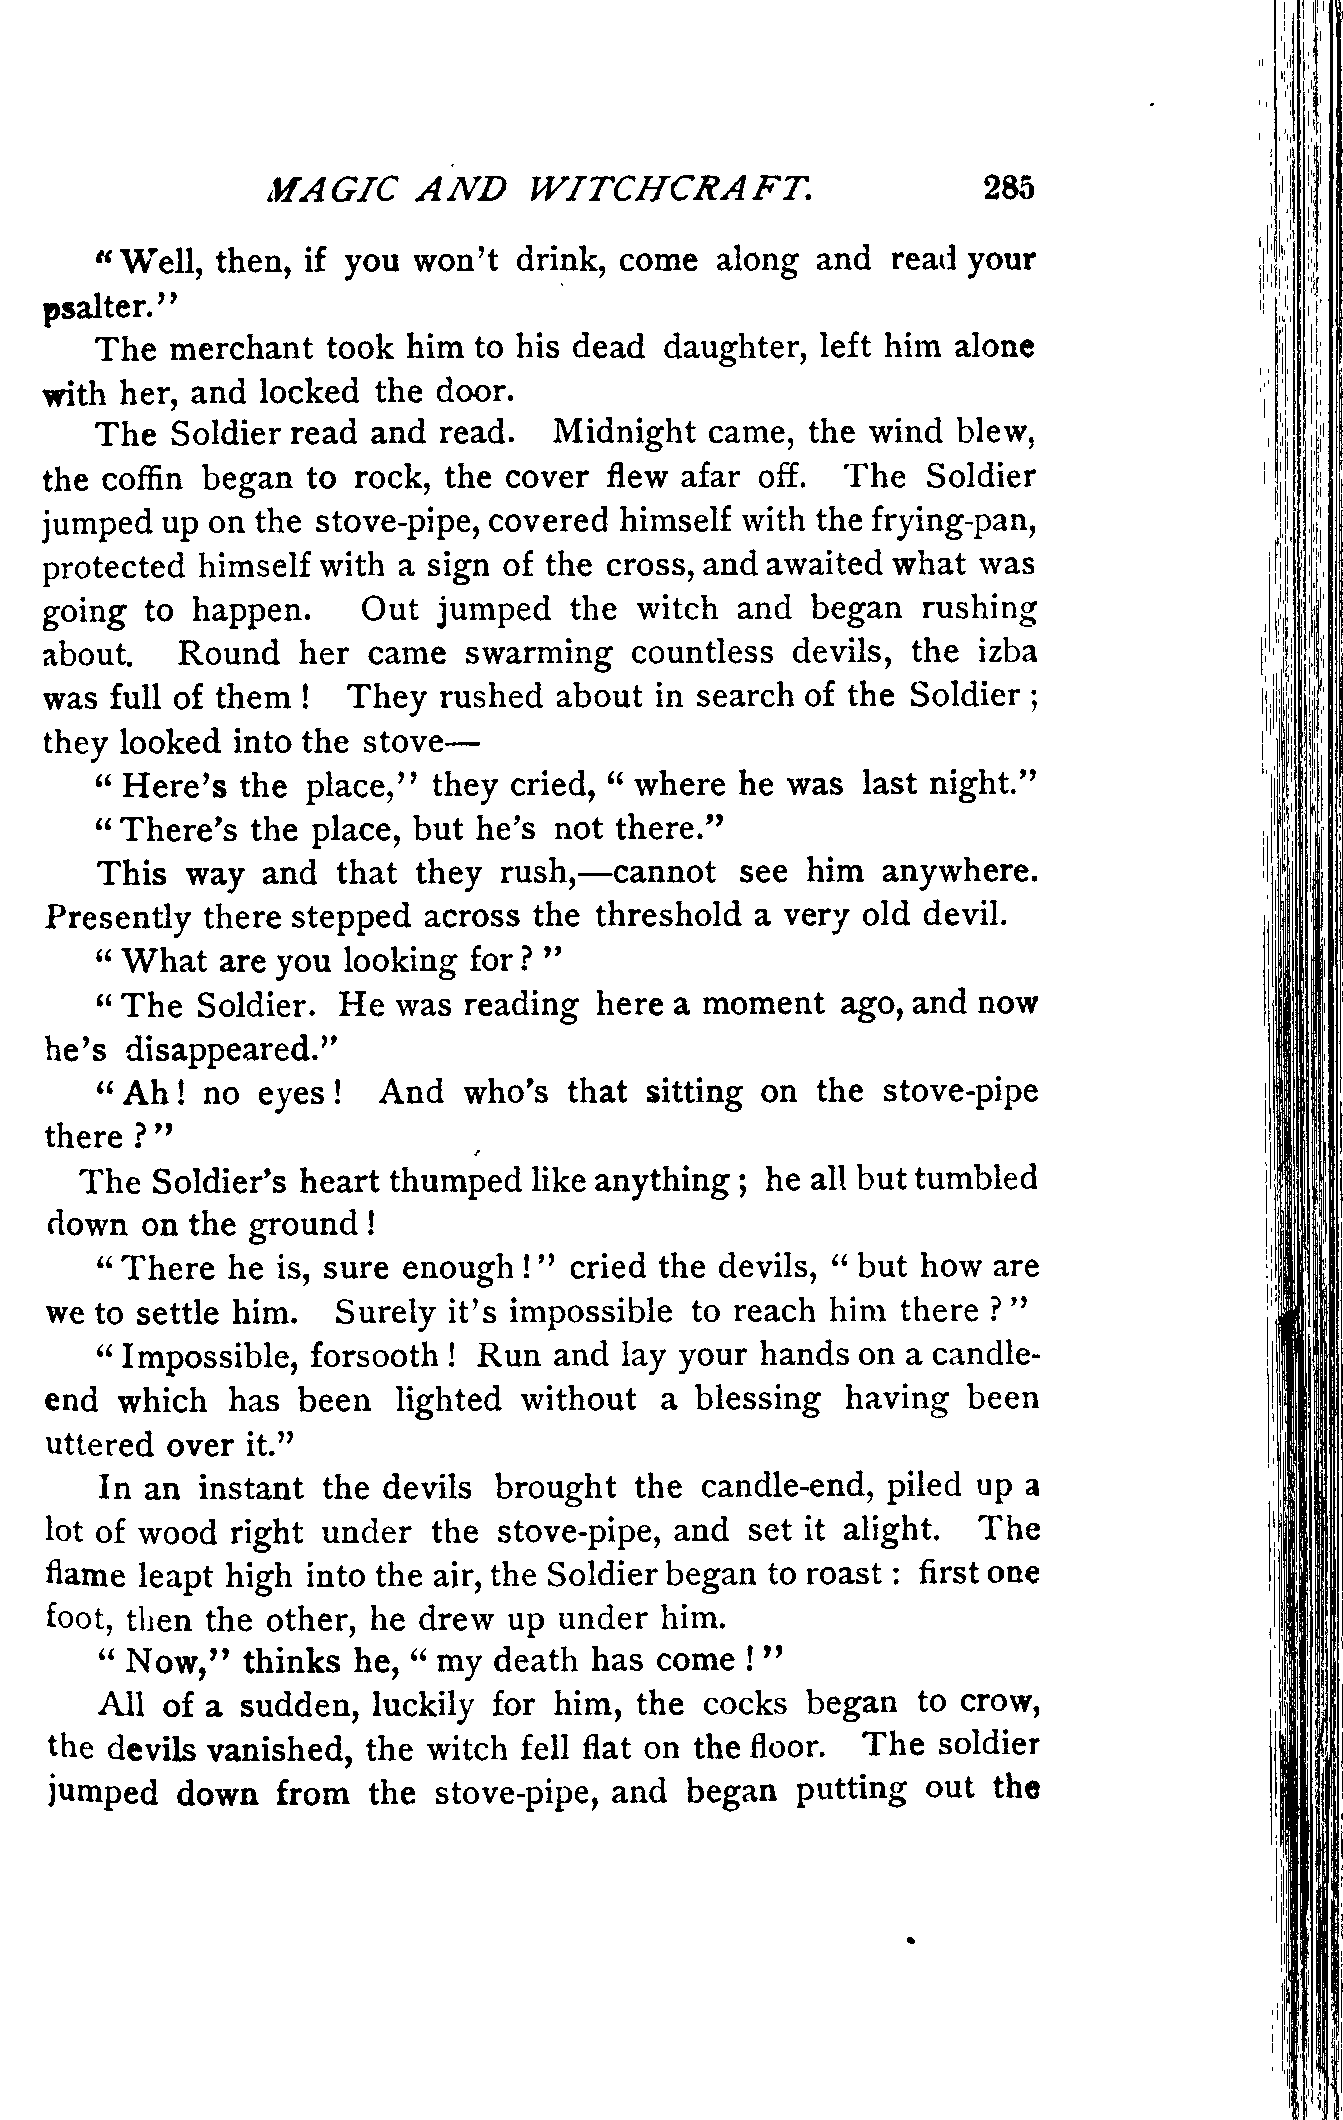 MAGIC AND WITCHCRAFT. 285
“Well, then, if you won't drink, come along and read your
psalter.”
The merchant took him to his dead daughter, left him alone
with her, and locked the door.
The Soldier read and read. Midnight came, the wind blew,
the coffin began to rock, the cover flew afar off. The Soldier
jumped up on the stove-pipe, covered himself with the frying-pan,
protected himself with a sign of the cross, and awaited what was
going to happen. Out jumped the witch and began rushing
about. Round her came swarming countless devils, the izba
was full of them! They rushed about in search of the Soldier;
they looked into the stove—
“Here's the place,” they cried, “where he was last night.”
“There's the place, but he's not there.”
This way and that they rush,—cannot see him anywhere.
Presently there stepped across the threshold a very old devil.
“What are you looking for?”
“The Soldier. He was reading here a moment ago, and now
he's disappeared.”
“Ah! no eyes! And who's that sitting on the stove-pipe
there?”
The Soldier's heart thumped like anything; he all but tumbled
down on the ground!
“There he is, sure enough!” cried the devils, “but how are
we to settle him. Surely it's impossible to reach him there?”
“Impossible, forsooth! Run and lay your hands on a candle-
end which has been lighted without a blessing having been
uttered over it.”
In an instant the devils brought the candle-end, piled up a
lot of wood right under the stove-pipe, and set it alight. The
flame leapt high into the air, the Soldier began to roast: first one
foot, then the other, he drew up under him.
“Now,” thinks he, “my death has come!”
All of a sudden, luckily for him, the cocks began to crow,
the devils vanished, the witch fell flat on the floor. The soldier
jumped down from the stove-pipe, and began putting out the